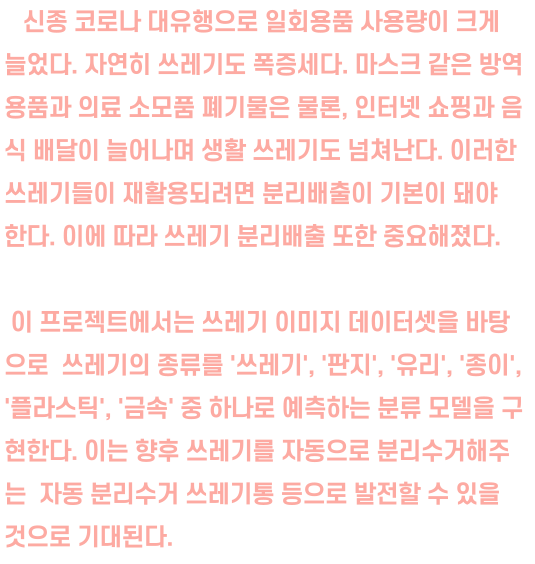 신종 코로나 대유행으로 일회용품 사용량이 크게
늘었다. 자연히 쓰레기도 폭증세다. 마스크 같은 방역
용품과 의료 소모품 폐기물은 물론, 인터넷 쇼핑과 음
식 배달이 늘어나며 생활 쓰레기도 넘쳐난다. 이러한
쓰레기들이 재활용되려면 분리배출이 기본이 돼야
한다. 이에 따라 쓰레기 분리배출 또한 중요해졌다.
이 프로젝트에서는 쓰레기 이미지 데이터셋을 바탕
으로 쓰레기의 종류를 '쓰레기', '판지', '유리', '종이',
'플라스틱', '금속' 중 하나로 예측하는 분류 모델을 구
현한다. 이는 향후 쓰레기를 자동으로 분리수거해주
는 자동 분리수거 쓰레기통 등으로 발전할 수 있을
것으로 기대된다.